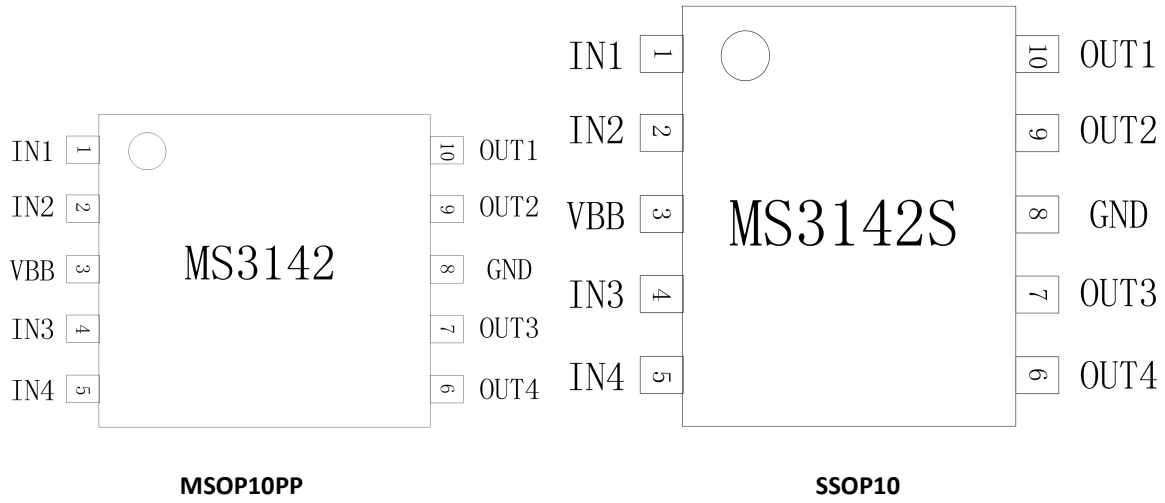 IN1 1 10 OUT1
IN2 2 9 OUT2
VBB 3 8 GND
MS3142
IN3 4 7 OUT3
IN4 5 6 OUT4
MSOP10PP
IN1 1 10 OUT1
IN2 2 9 OUT2
VBB 3 8 GND
MS3142S
IN3 4 7 OUT3
IN4 5 6 OUT4
SSOP10